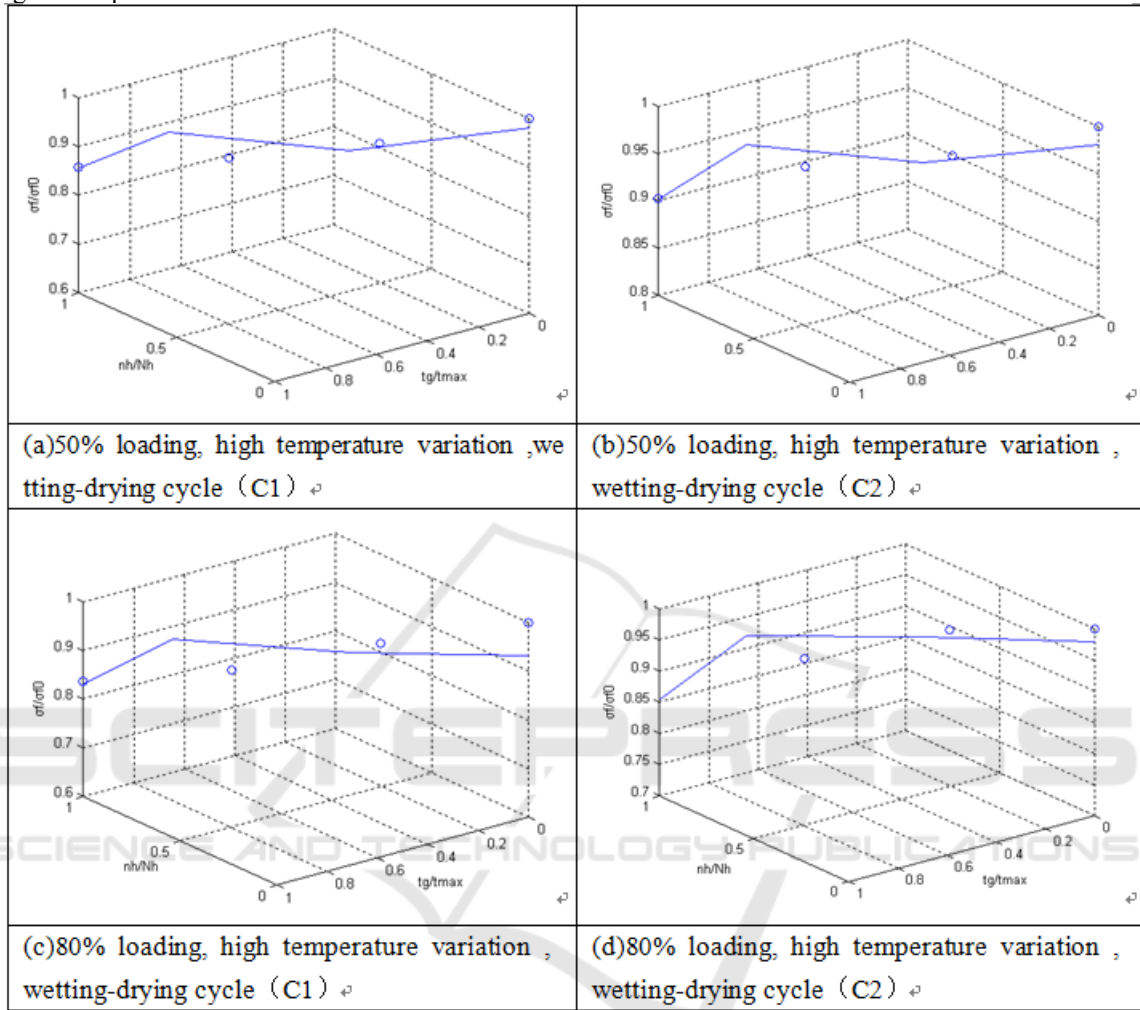 1
0.9
0.8
0.7
0.6
σf/σf0
1
0.5
0
nh/Nh
1
0.8
0.6
0.4
0.2
0
tg/tmax
1
0.95
0.9
0.85
0.8
σf/σf0
1
0.5
0
nh/Nh
1
0.8
0.6
0.4
0.2
0
tg/tmax
(a)50% loading, high temperature variation ,we
tting-drying cycle（C1）
(b)50% loading, high temperature variation ,
wetting-drying cycle（C2）
1
0.9
0.8
0.7
0.6
σf/σf0
1
0.5
0
nh/Nh
1
0.8
0.6
0.4
0.2
0
tg/tmax
1
0.95
0.9
0.85
0.8
0.75
0.7
σf/σf0
1
0.5
0
nh/Nh
1
0.8
0.6
0.4
0.2
0
tg/tmax
SCITEPRESS
SCIENCE AND TECHNOLOGY PUBLICATIONS
(c)80% loading, high temperature variation ,
wetting-drying cycle（C1）
(d)80% loading, high temperature variation ,
wetting-drying cycle（C2）